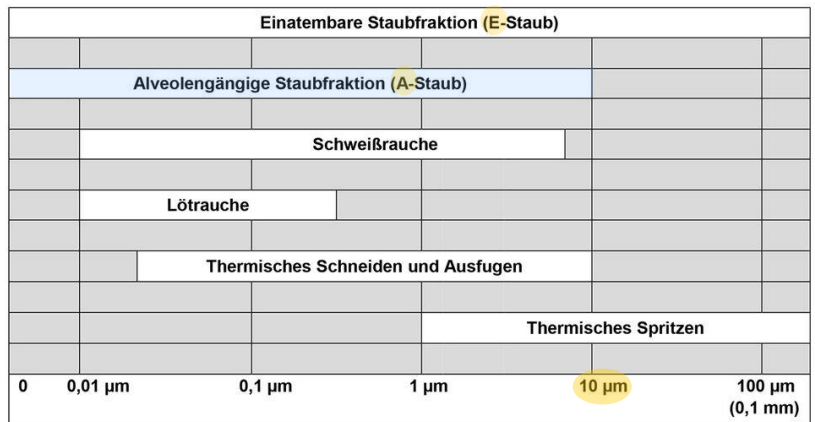 Einatembare Staubfraktion (E-Staub)
Alveolengängige Staubfraktion (A-Staub)
Schweißrauche
Lötrauche
Thermisches Schneiden und Ausfugen
Thermisches Spritzen
0 0,01 µm 0,1 µm 1 µm 10 µm 100 µm
(0,1 mm)